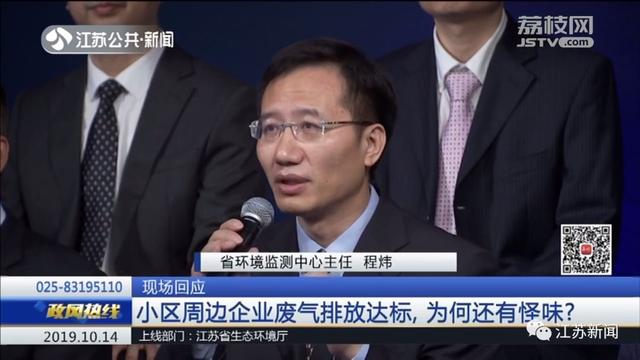 江苏公共·新闻
荔枝网
JSTV.com
省环境监测中心主任 程炜
025-83195110
现场回应
政风热线
小区周边企业废气排放达标,为何还有怪味?
2019.10.14
上线部门:江苏省生态环境厅
江苏新闻